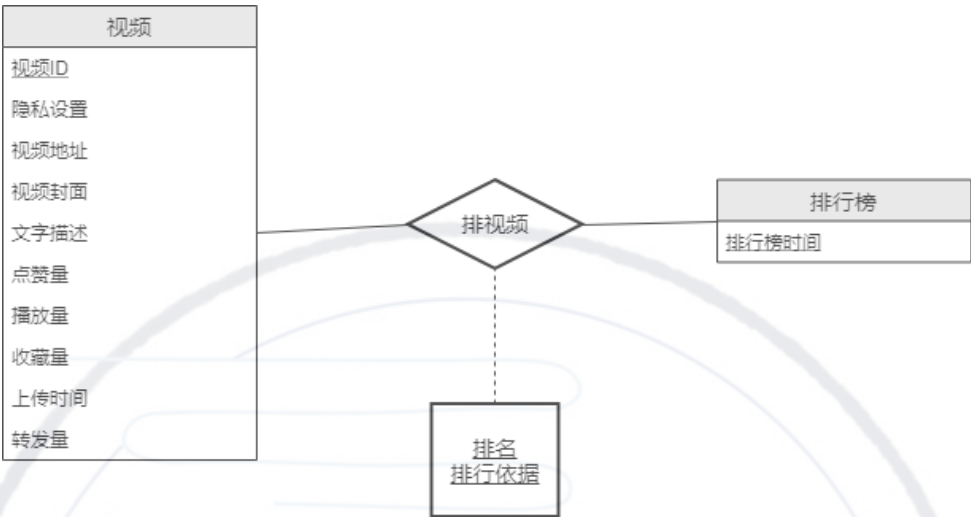 视频
视频ID
隐私设置
视频地址
视频封面
文字描述
点赞量
播放量
收藏量
上传时间
转发量
排视频
排行榜
排行榜时间
排名
排行依据